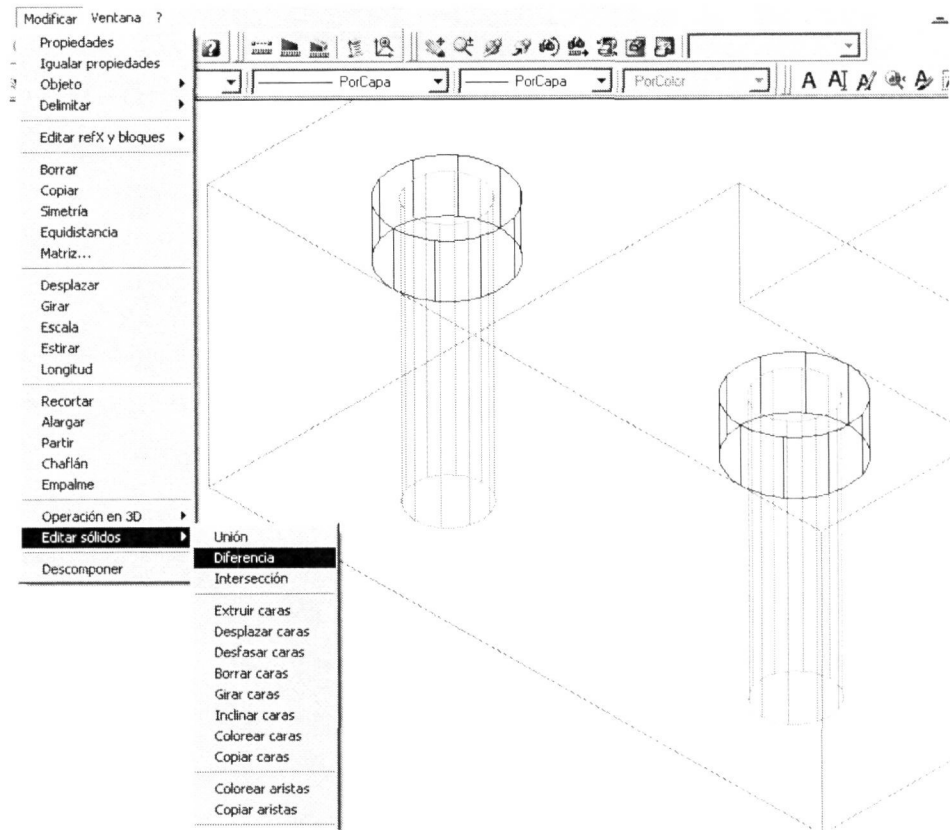 Modificar Ventana ?
Propiedades
Igualar propiedades
Objeto
Delimitar
PorCapa PorCapa PorColor
Editar refX y bloques
Borrar
Copiar
Simetría
Equidistancia
Matriz...
Desplazar
Girar
Escala
Estirar
Longitud
Recortar
Alargar
Partir
Chaflán
Empalme
Operación en 3D
Editar sólidos
Descomponer
Unión
Diferencia
Intersección
Extruir caras
Desplazar caras
Desfasar caras
Borrar caras
Girar caras
Inclinar caras
Colorear caras
Copiar caras
Colorear aristas
Copiar aristas